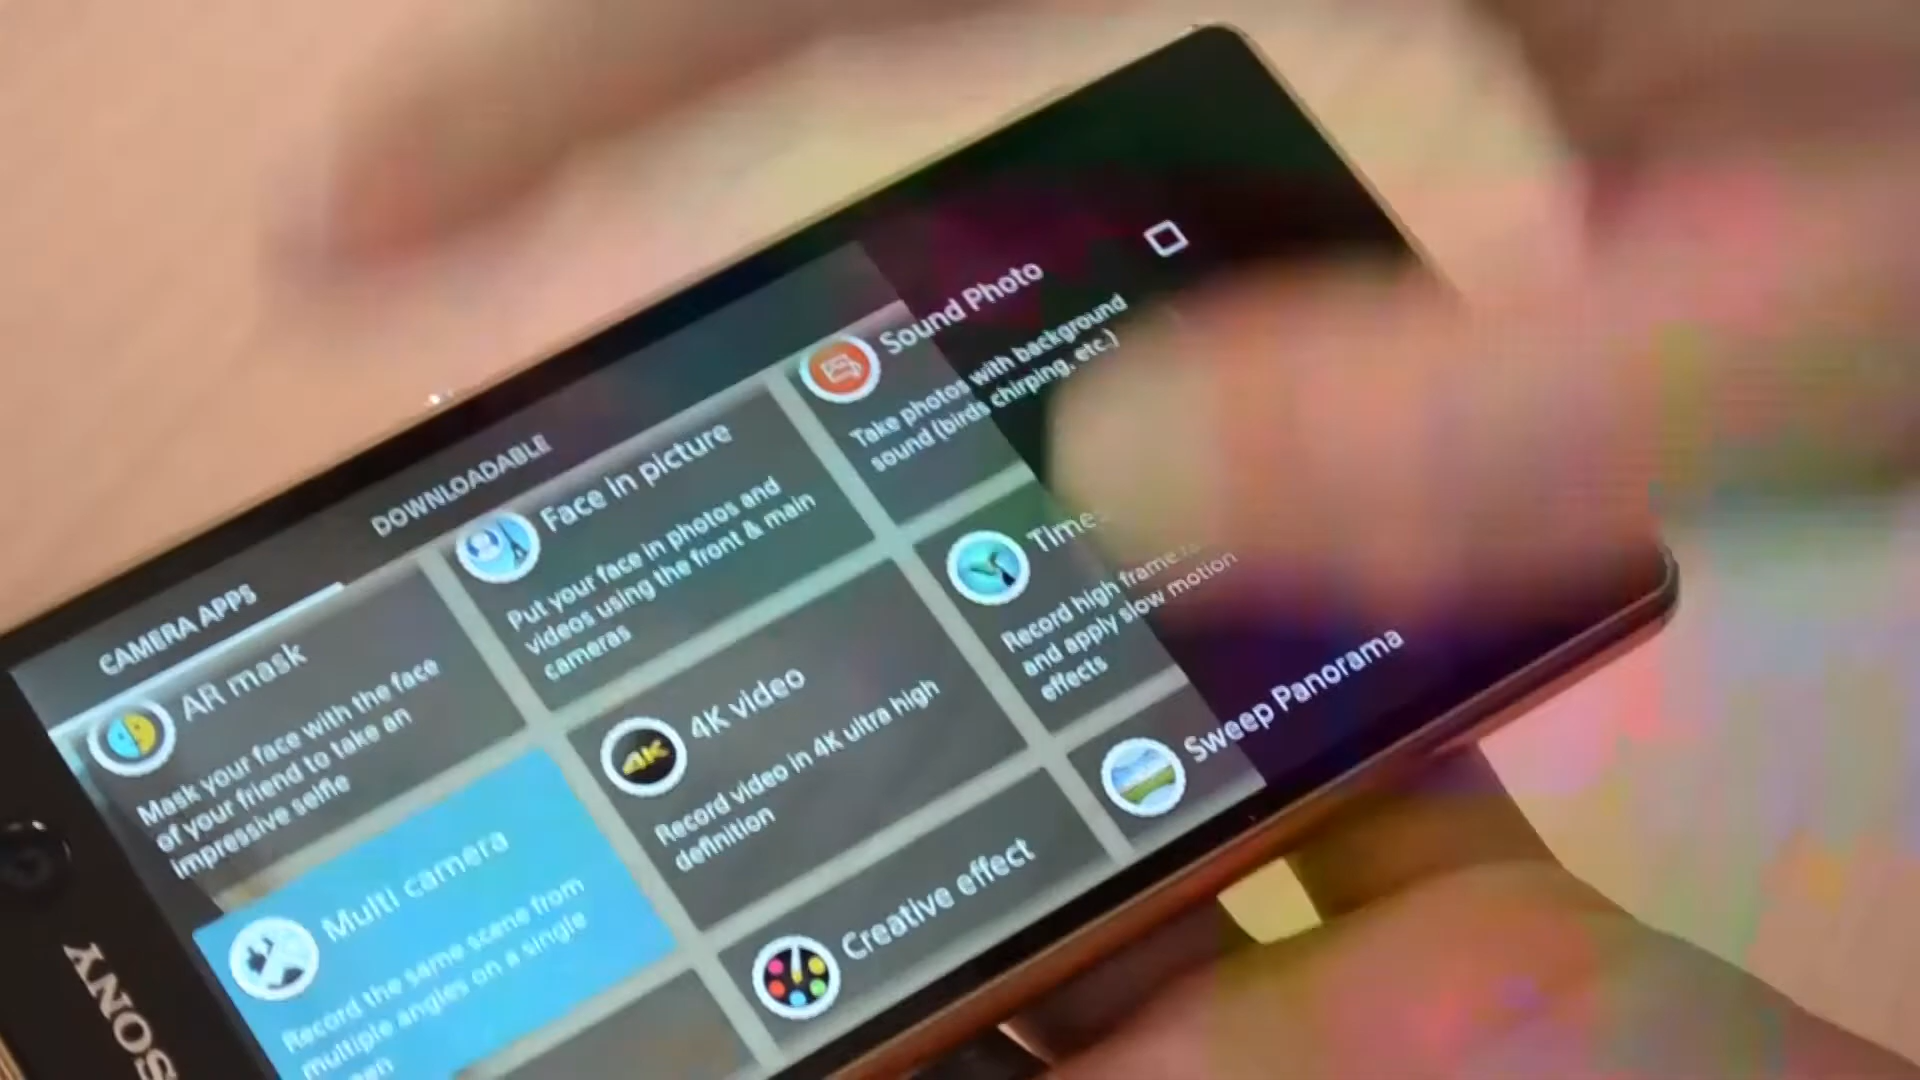 CAMERA APPS
DOWNLOADABLE
AR mask
Mask your face with the face
of your friend to take an
impressive selfie
Face in picture
Put your face in photos and
videos using the front & main
cameras
Sound Photo
Take photos with background
sound (birds chirping, etc.)
Multi camera
Record the same scene from
multiple angles on a single
4K
4K video
Record video in 4K ultra high
definition
Record high frame
and apply slow motion
effects
Creative effect
Sweep Panorama
SONY